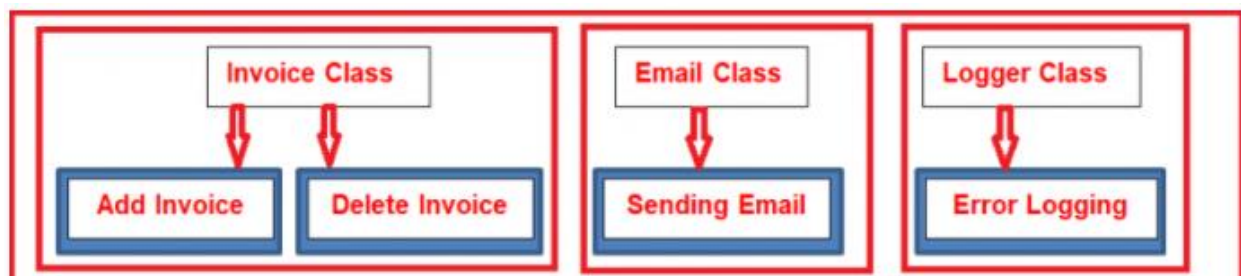 Invoice Class
Email Class
Logger Class
Add Invoice
Delete Invoice
Sending Email
Error Logging